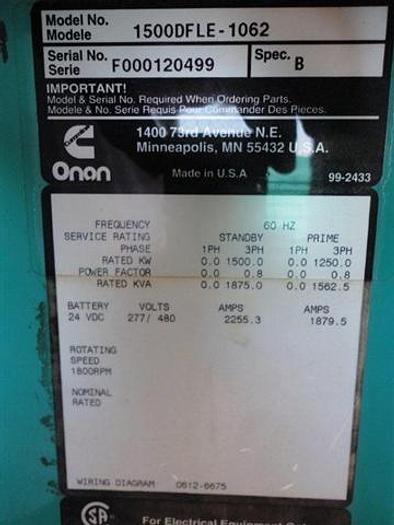 Model No. 1500DFLE-1062
Modele
Serial No. F000120499 Spec. B
Serie
IMPORTANT!
Model & Serial No. Required When Ordering Parts.
Modele & No. Serie Requis Pour Commander Des Pieces.
Cummins
Onan
1400 73rd Avenue N.E.
Minneapolis, MN 55432 U.S.A.
Made in U.S.A 99-2433
FREQUENCY 60 HZ
SERVICE RATING STANDBY PRIME
PHASE 1PH 3PH 1PH 3PH
RATED KW 0.0 1500.0 0.0 1250.0
POWER FACTOR 0.0 0.8 0.0 0.8
RATED KVA 0.0 1875.0 0.0 1562.5
BATTERY VOLTS AMPS AMPS
24 VDC 277/ 480 2255.3 1879.5
ROTATING
SPEED
1800RPM
NOMINAL
RATED
WIRING DIAGRAM 0612-6675
SA For Electrical Equipment